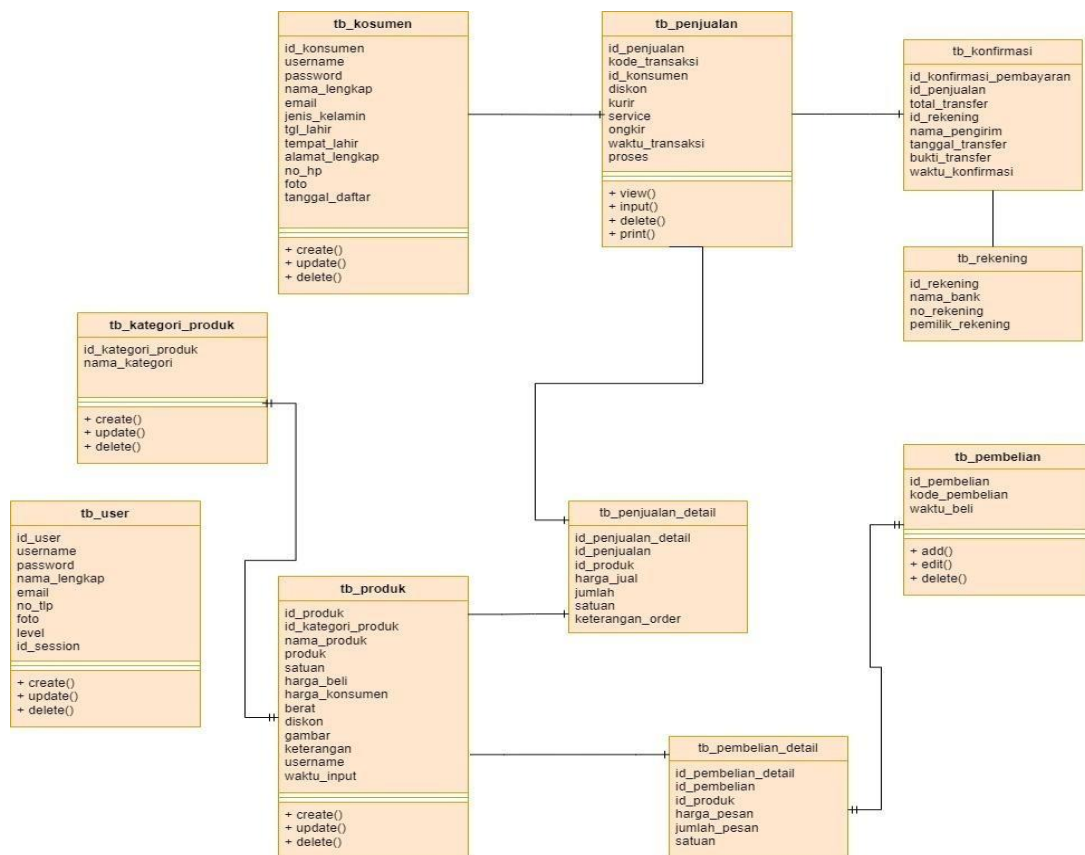 tb_kosumen
id_konsumen
username
password
nama_lengkap
email
jenis_kelamin
tgl_lahir
tempat_lahir
alamat_lengkap
no_hp
foto
tanggal_daftar
+ create()
+ update()
+ delete()
tb_penjualan
id_penjualan
kode_transaksi
id_konsumen
diskon
kurir
service
ongkir
waktu_transaksi
proses
+ view()
+ input()
+ delete()
+ print()
tb_konfirmasi
id_konfirmasi_pembayaran
id_penjualan
total_transfer
id_rekening
nama_pengirim
tanggal_transfer
bukti_transfer
waktu_konfirmasi
tb_rekening
id_rekening
nama_bank
no_rekening
pemilik_rekening
tb_kategori_produk
id_kategori_produk
nama_kategori
+ create()
+ update()
+ delete()
tb_user
id_user
username
password
nama_lengkap
email
no_tlp
foto
level
id_session
+ create()
+ update()
+ delete()
tb_produk
id_produk
id_kategori_produk
nama_produk
produk
satuan
harga_beli
harga_konsumen
berat
diskon
gambar
keterangan
username
waktu_input
+ create()
+ update()
+ delete()
tb_penjualan_detail
id_penjualan_detail
id_penjualan
id_produk
harga_jual
jumlah
satuan
keterangan_order
tb_pembelian
id_pembelian
kode_pembelian
waktu_beli
+ add()
+ edit()
+ delete()
tb_pembelian_detail
id_pembelian_detail
id_pembelian
id_produk
harga_pesan
jumlah_pesan
satuan